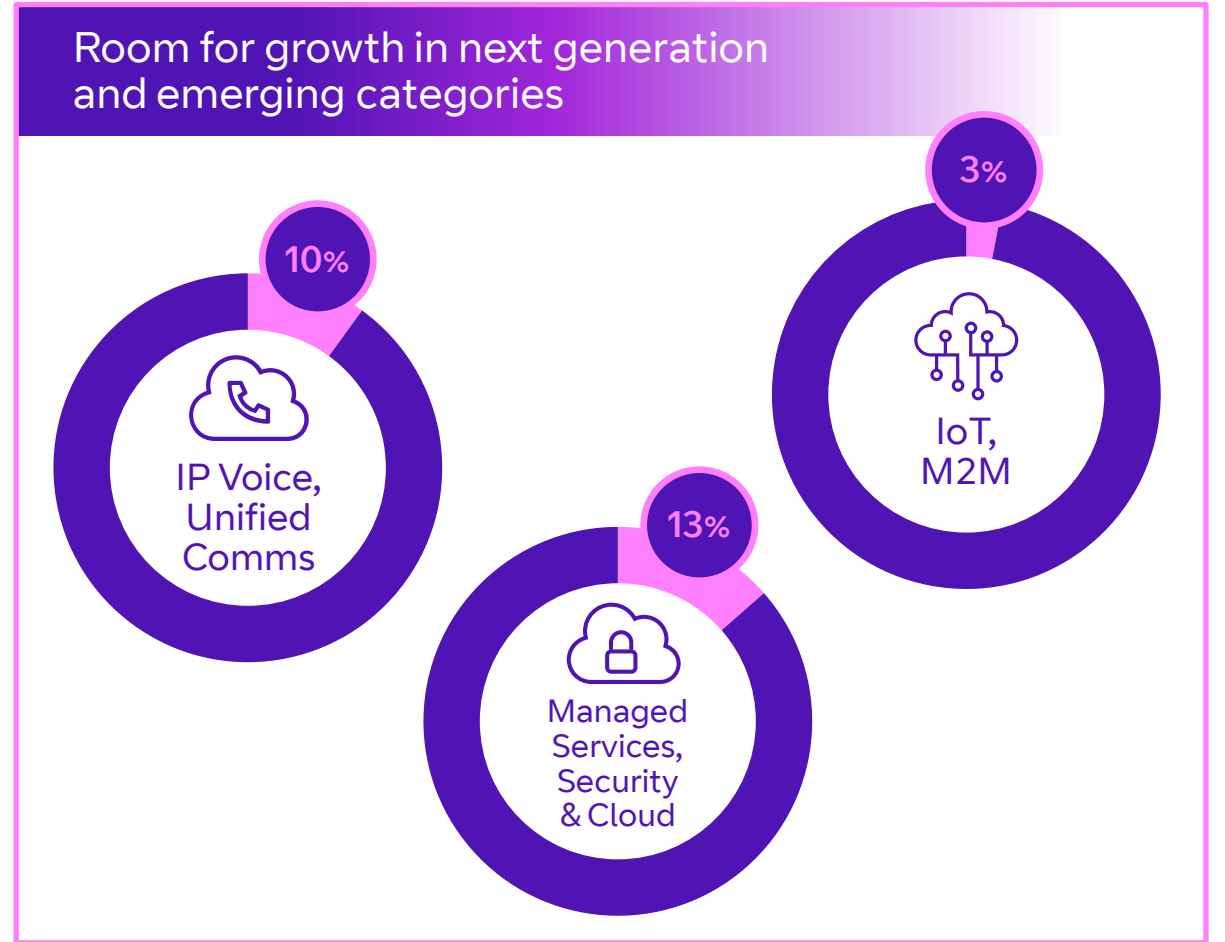 Room for growth in next generation
and emerging categories
10%
IP Voice,
Unified
Comms
13%
Managed
Services,
Security
& Cloud
3%
IoT,
M2M